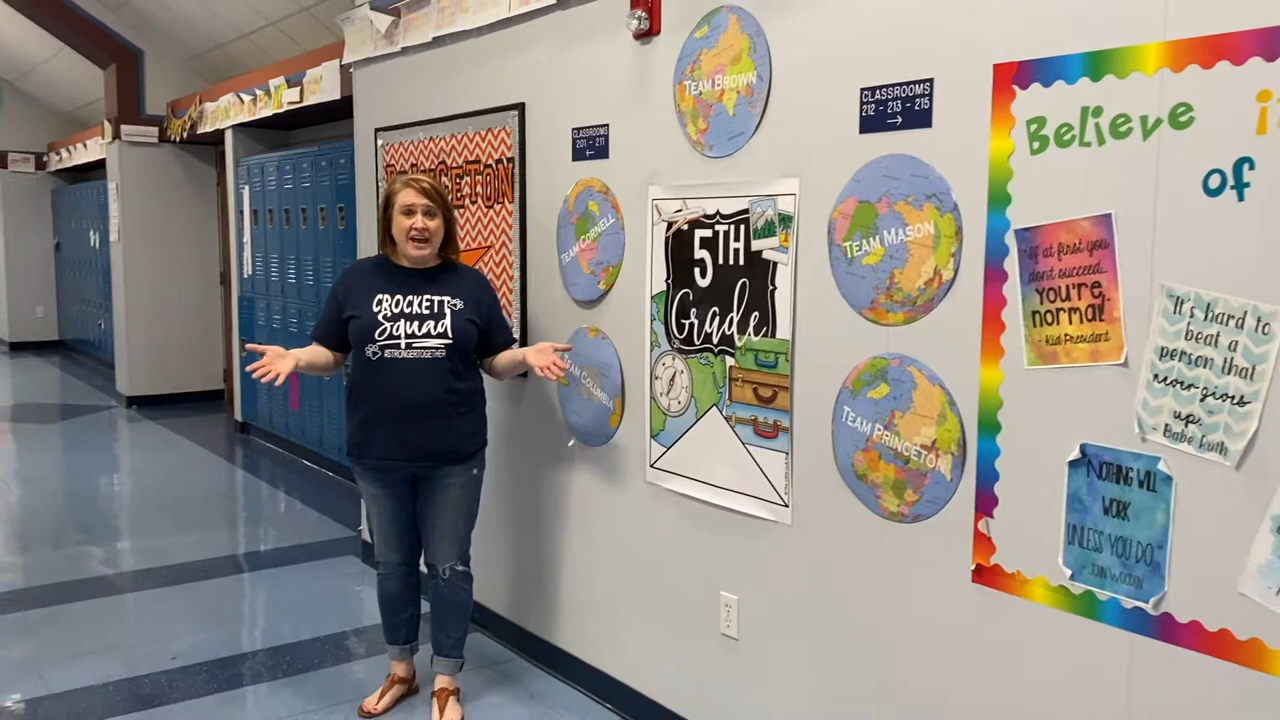 PRINCETON
CROCKETT
Squad
#STRONGERTOGETHER
CLASSROOMS
201 - 211
←
TEAM CORNELL
TEAM COLUMBIA
TEAM BROWN
5TH
Grade
CLASSROOMS
212 - 213 - 215
→
TEAM MASON
TEAM PRINCETON
Believe
of
"If at first you
don't succeed...
you're
normal."
- Kid President
"It's hard to
beat a
person that
never gives
up."
- Babe Ruth
"NOTHING WILL
WORK
UNLESS YOU DO."
- JOHN WOODEN